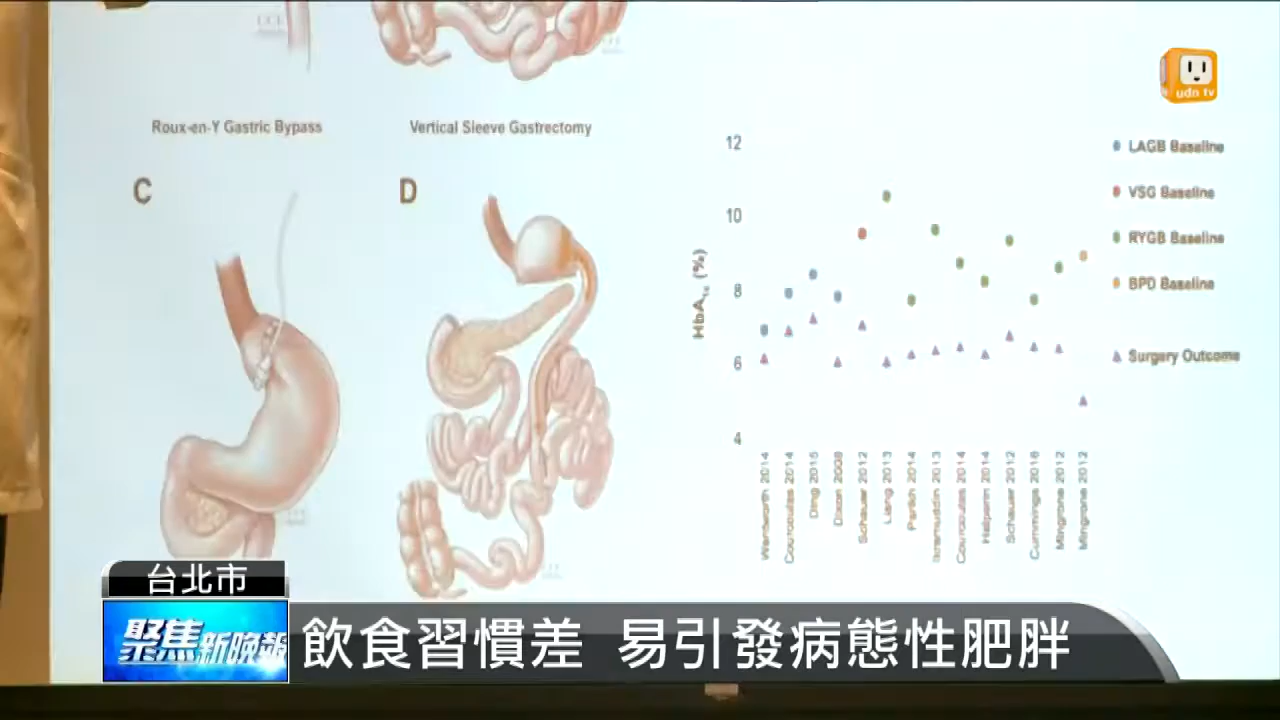 udn tv
Roux-en-Y Gastric Bypass
Vertical Sleeve Gastrectomy
C
D
12
10
8
6
4
HbA1c (%)
LAGB Baseline
VSG Baseline
RYGB Baseline
BPD Baseline
Surgery Outcome
Wentworth 2014
Courcoulas 2014
Ding 2015
Dixon 2008
Schauer 2012
Liang 2013
Parikh 2014
Ikramuddin 2013
Courcoulas 2014
Halperin 2014
Schauer 2012
Cummings 2016
Mingrone 2012
Mingrone 2012
台北市
聚焦新晚報
飲食習慣差 易引發病態性肥胖